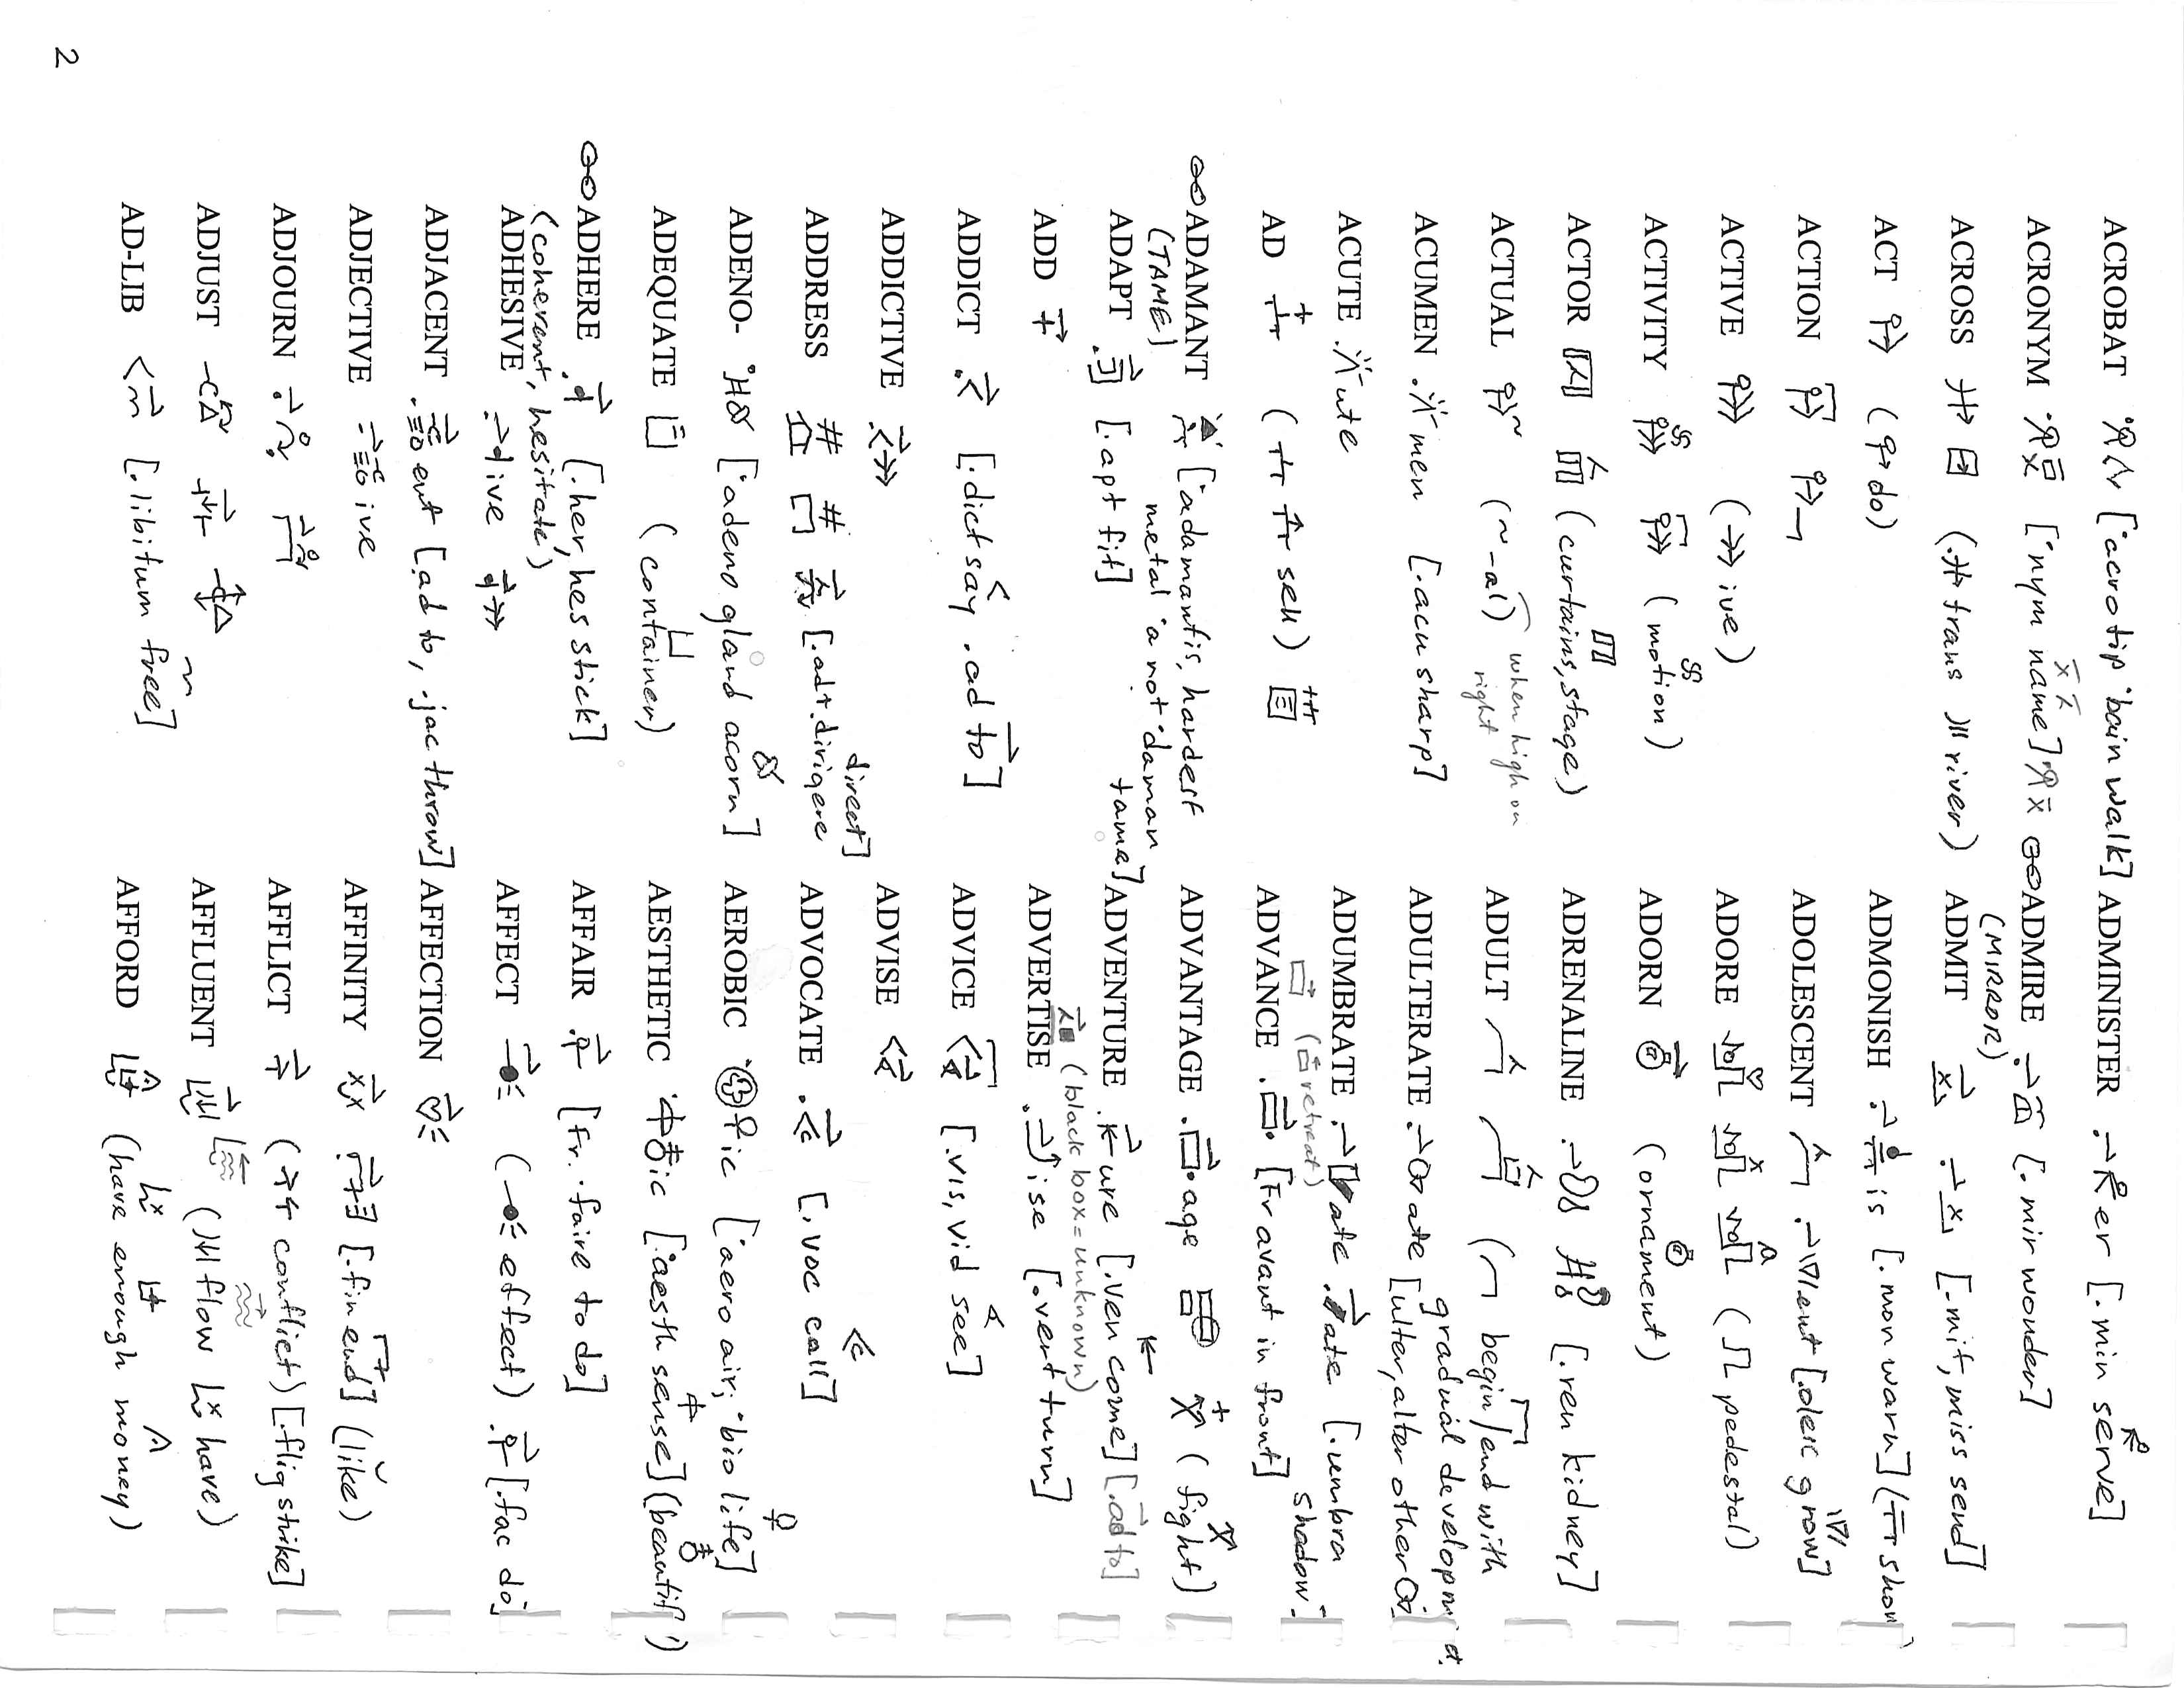 ACROBAT [·acro tip ·bain walk]
ACRONYM [·nym name]
ACROSS ( trans river)
ACT ( do)
ACTION
ACTIVE ( ive)
ACTIVITY (motion)
ACTOR (curtains, stage)
ACTUAL (~ -al) when high on right
ACUMEN men [.acu sharp]
ACUTE ute
AD ( sell)
ADAMANT [·adamantis, hardest
(TAME) metal ·a not ·daman tame]
ADAPT [.apt fit]
ADD
ADDICT [.dict say .ad to]
ADDICTIVE
ADDRESS # # [.ad+.dirigere direct]
ADENO- [·adeno gland acorn]
ADEQUATE (container)
ADHERE [.her, hes stick]
(coherent, hesitate)
ADHESIVE ive
ADJACENT ent [.ad to, .jac throw]
ADJECTIVE ive
ADJOURN
ADJUST
AD-LIB [.libitum free]
ADMINISTER er [.min serve]
ADMIRE [.mir wonder]
(MIRROR)
ADMIT [.mit, miss send]
ADMONISH is [.mon warn] ( show)
ADOLESCENT ent [.olesc grow]
ADORE ( pedestal)
ADORN (ornament)
ADRENALINE [.ren kidney]
ADULT ( begin/end with
gradual development
ADULTERATE ate [ulter, alter other
ADUMBRATE ate ate [.umbra shadow
( retreat)
ADVANCE [Fr avant in front]
ADVANTAGE age (fight)
ADVENTURE ure [.ven come] [.ad to]
(black box = unknown)
ADVERTISE ise [.vert turn]
ADVICE [.vis, vid see]
ADVISE
ADVOCATE [.voc call]
AEROBIC ic [·aero air; ·bio life]
AESTHETIC ic [·aesth sense] (beautif')
AFFAIR [Fr. .faire to do]
AFFECT ( effect) [.fac do]
AFFECTION
AFFINITY [.fin end] (like)
AFFLICT ( conflict) [.flig strike]
AFFLUENT ( flow have)
AFFORD (have enough money)
2